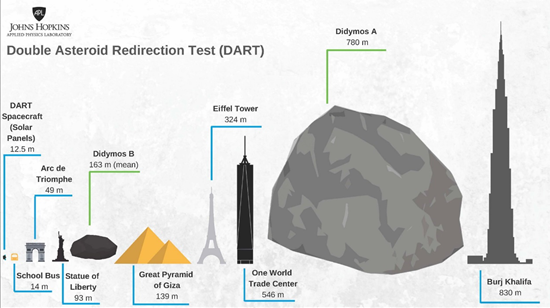 APL
JOHNS HOPKINS
APPLIED PHYSICS LABORATORY
Double Asteroid Redirection Test (DART)
DART
Spacecraft
(Solar
Panels)
12.5 m
School Bus
14 m
Arc de
Triomphe
49 m
Statue of
Liberty
93 m
Didymos B
163 m (mean)
Great Pyramid
of Giza
139 m
Eiffel Tower
324 m
One World
Trade Center
546 m
Didymos A
780 m
Burj Khalifa
830 m